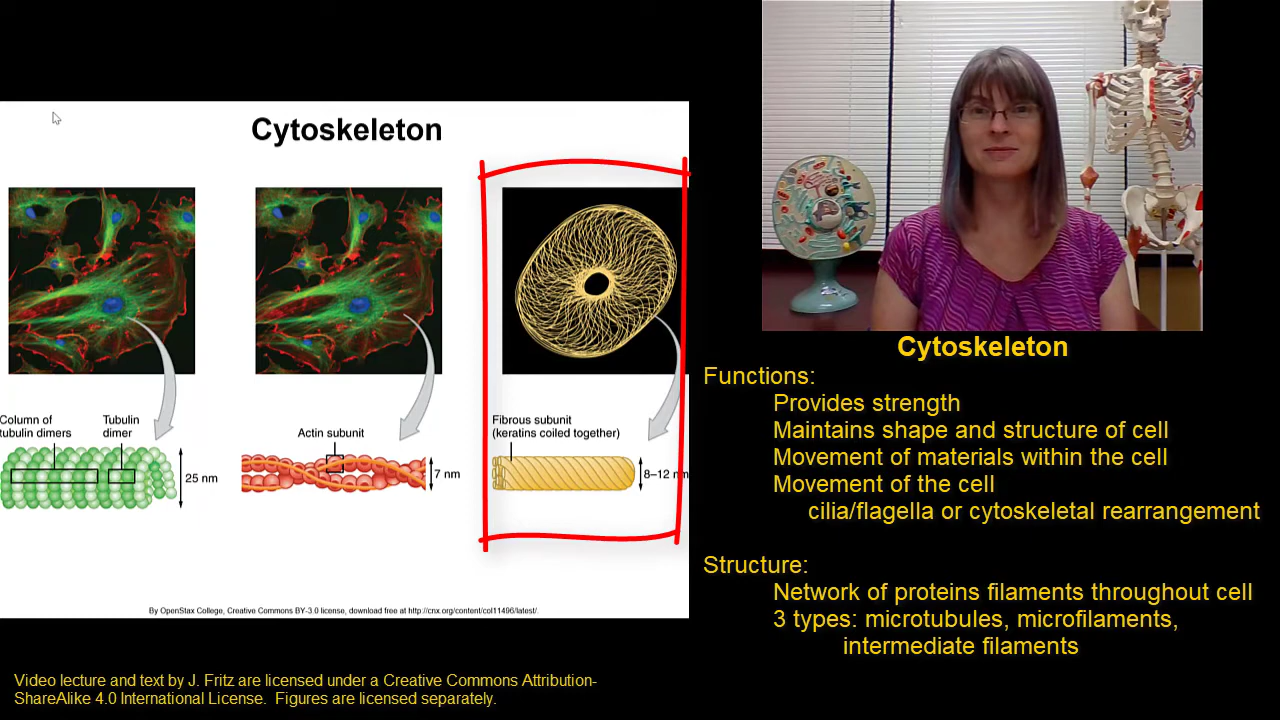 Cytoskeleton
Column of
tubulin dimers
Tubulin
dimer
25 nm
Actin subunit
7 nm
Fibrous subunit
(keratins coiled together)
8–12 nm
By OpenStax College, Creative Commons BY-3.0 license, download free at http://cnx.org/content/col11496/latest/.
Cytoskeleton
Functions:
Provides strength
Maintains shape and structure of cell
Movement of materials within the cell
Movement of the cell
cilia/flagella or cytoskeletal rearrangement
Structure:
Network of proteins filaments throughout cell
3 types: microtubules, microfilaments,
intermediate filaments
Video lecture and text by J. Fritz are licensed under a Creative Commons Attribution-
ShareAlike 4.0 International License.  Figures are licensed separately.